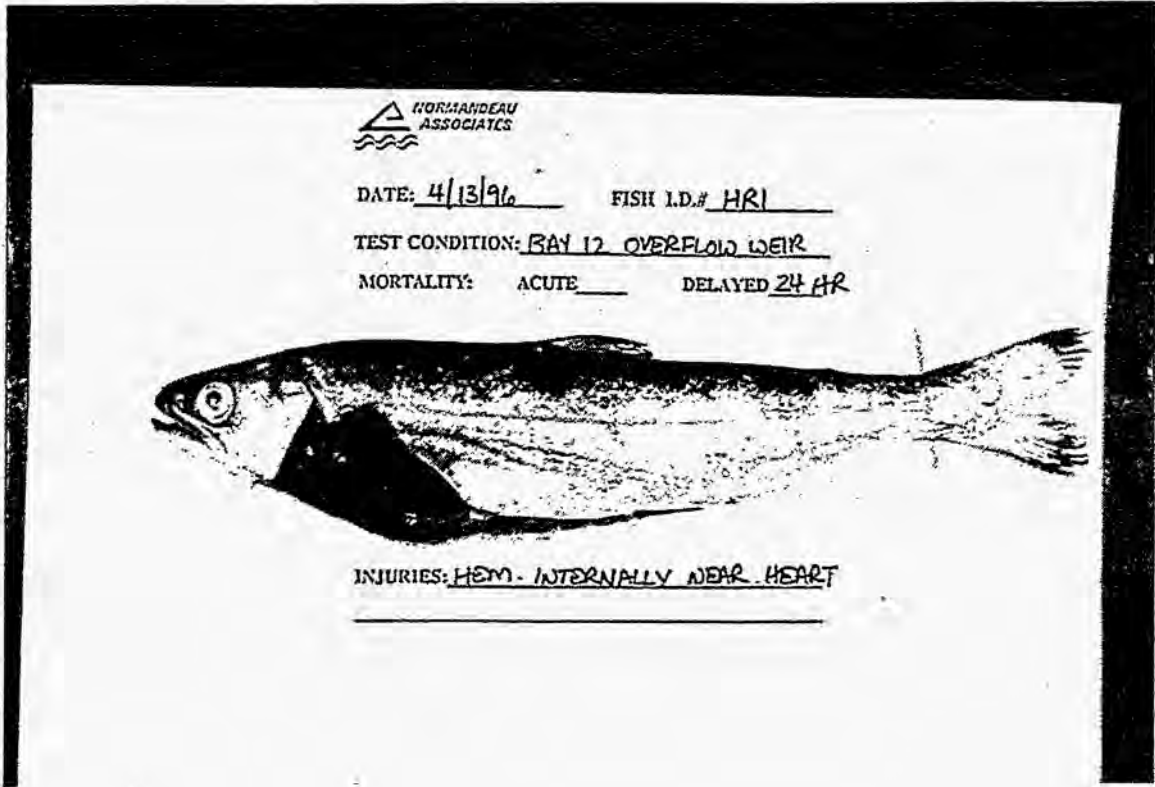 NORMANDEAU
ASSOCIATES
DATE: 4/13/96 FISH I.D.# HR1
TEST CONDITION: BAY 12 OVERFLOW WEIR
MORTALITY: ACUTE____ DELAYED 24 HR
INJURIES: HEM. INTERNALLY NEAR HEART